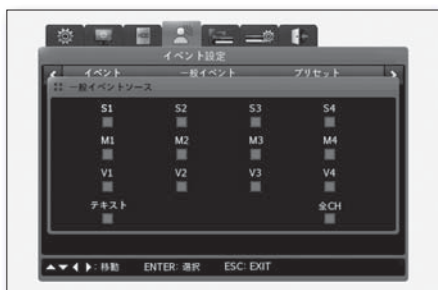 イベント設定
イベント 一般イベント プリセット
一般イベントソース
S1 S2 S3 S4
M1 M2 M3 M4
V1 V2 V3 V4
テキスト 全CH
▲▼◀▶: 移動 ENTER: 選択 ESC: EXIT